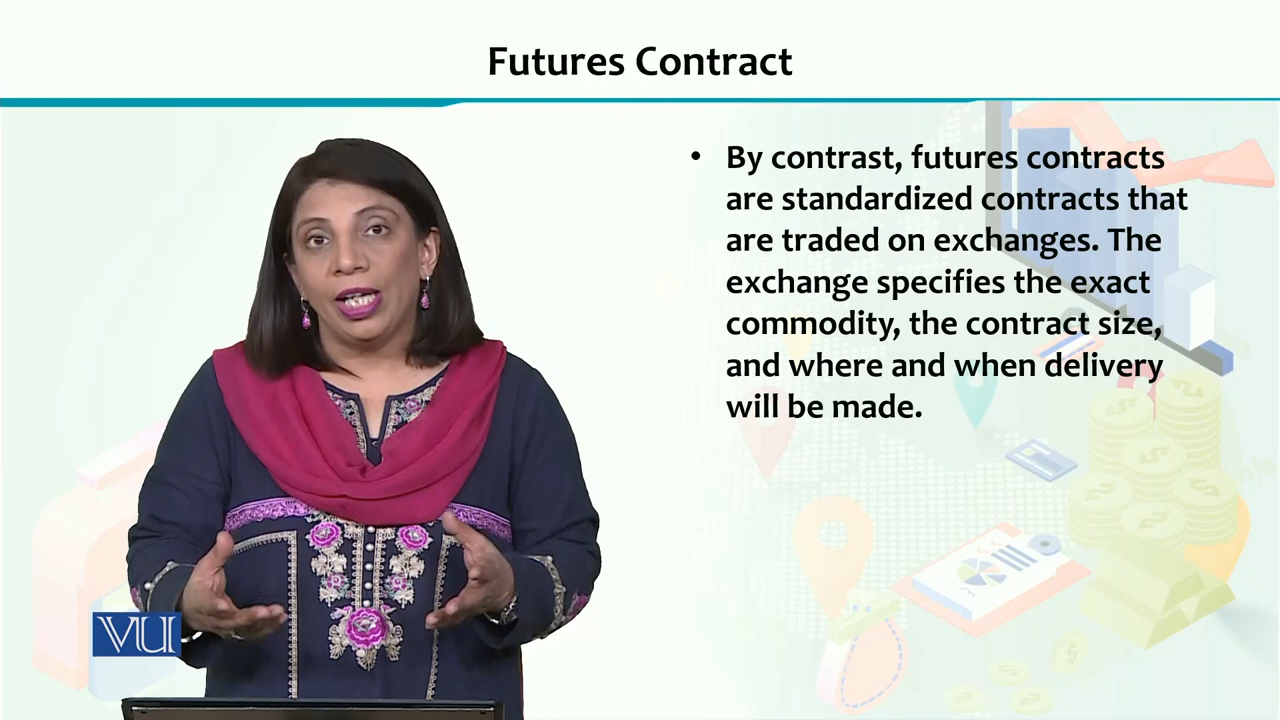 Futures Contract
• By contrast, futures contracts
are standardized contracts that
are traded on exchanges. The
exchange specifies the exact
commodity, the contract size,
and where and when delivery
will be made.
VU